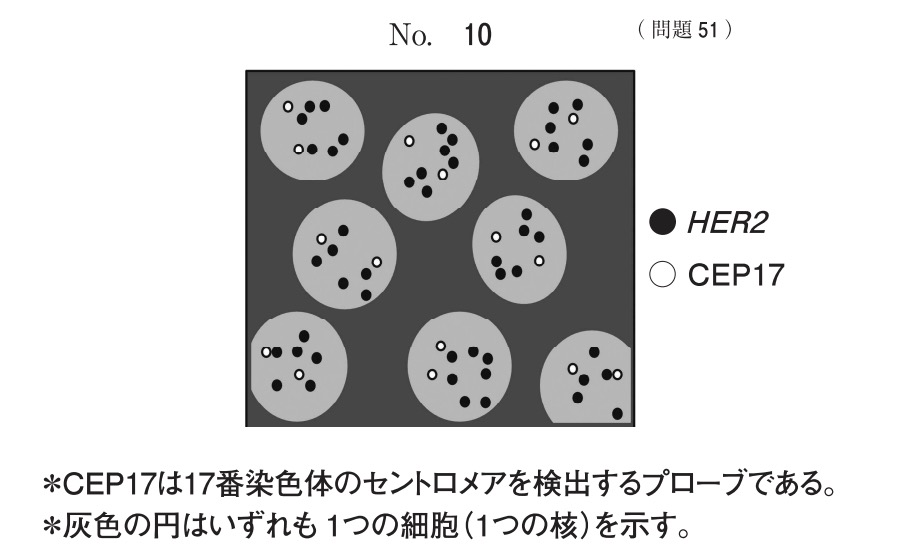 No. 10
（問題 51）
HER2
CEP17
＊CEP17は17番染色体のセントロメアを検出するプローブである。
＊灰色の円はいずれも 1つの細胞（1つの核）を示す。